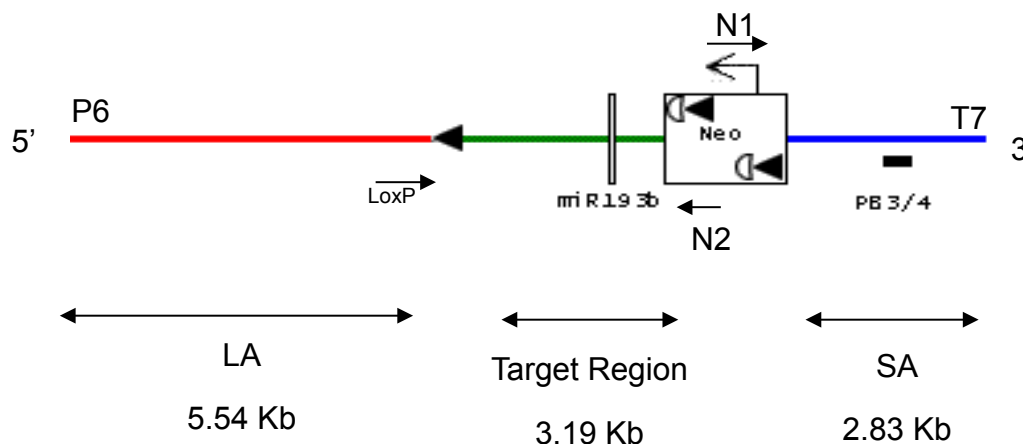 N1
P6
T7
5’
Neo
3
LoxP
miR193b
PB3/4
N2
LA
Target Region
SA
5.54 Kb
3.19 Kb
2.83 Kb